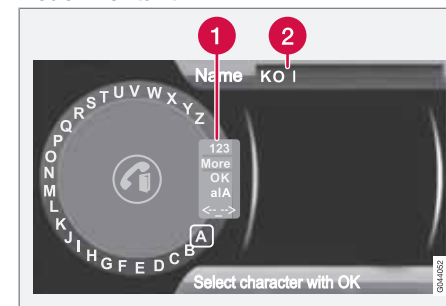 1 2
Name KO I
S T U V W X Y Z
R
Q
P
O
N
M
L
K
J
I
H G F E D C B
A
123
More
OK
a|A
<-_->
Select character with OK
G044052